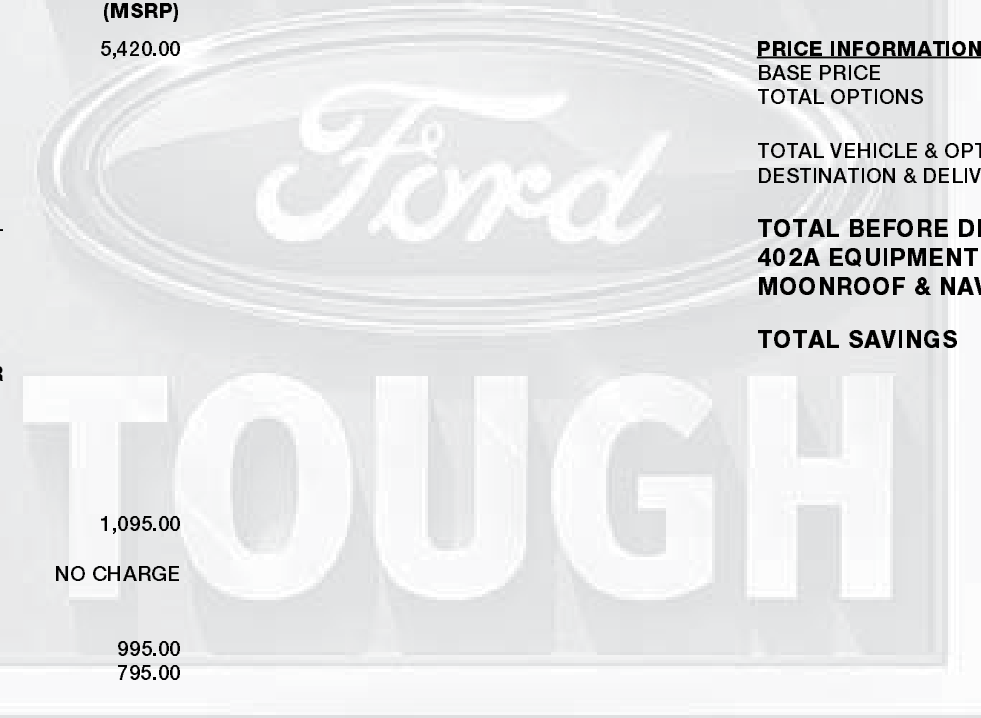 (MSRP)
5,420.00
1,095.00
NO CHARGE
995.00
795.00
PRICE INFORMATION
BASE PRICE
TOTAL OPTIONS
TOTAL VEHICLE & OPT
DESTINATION & DELIV
TOTAL BEFORE DI
402A EQUIPMENT
MOONROOF & NAV
TOTAL SAVINGS
Ford
TOUGH